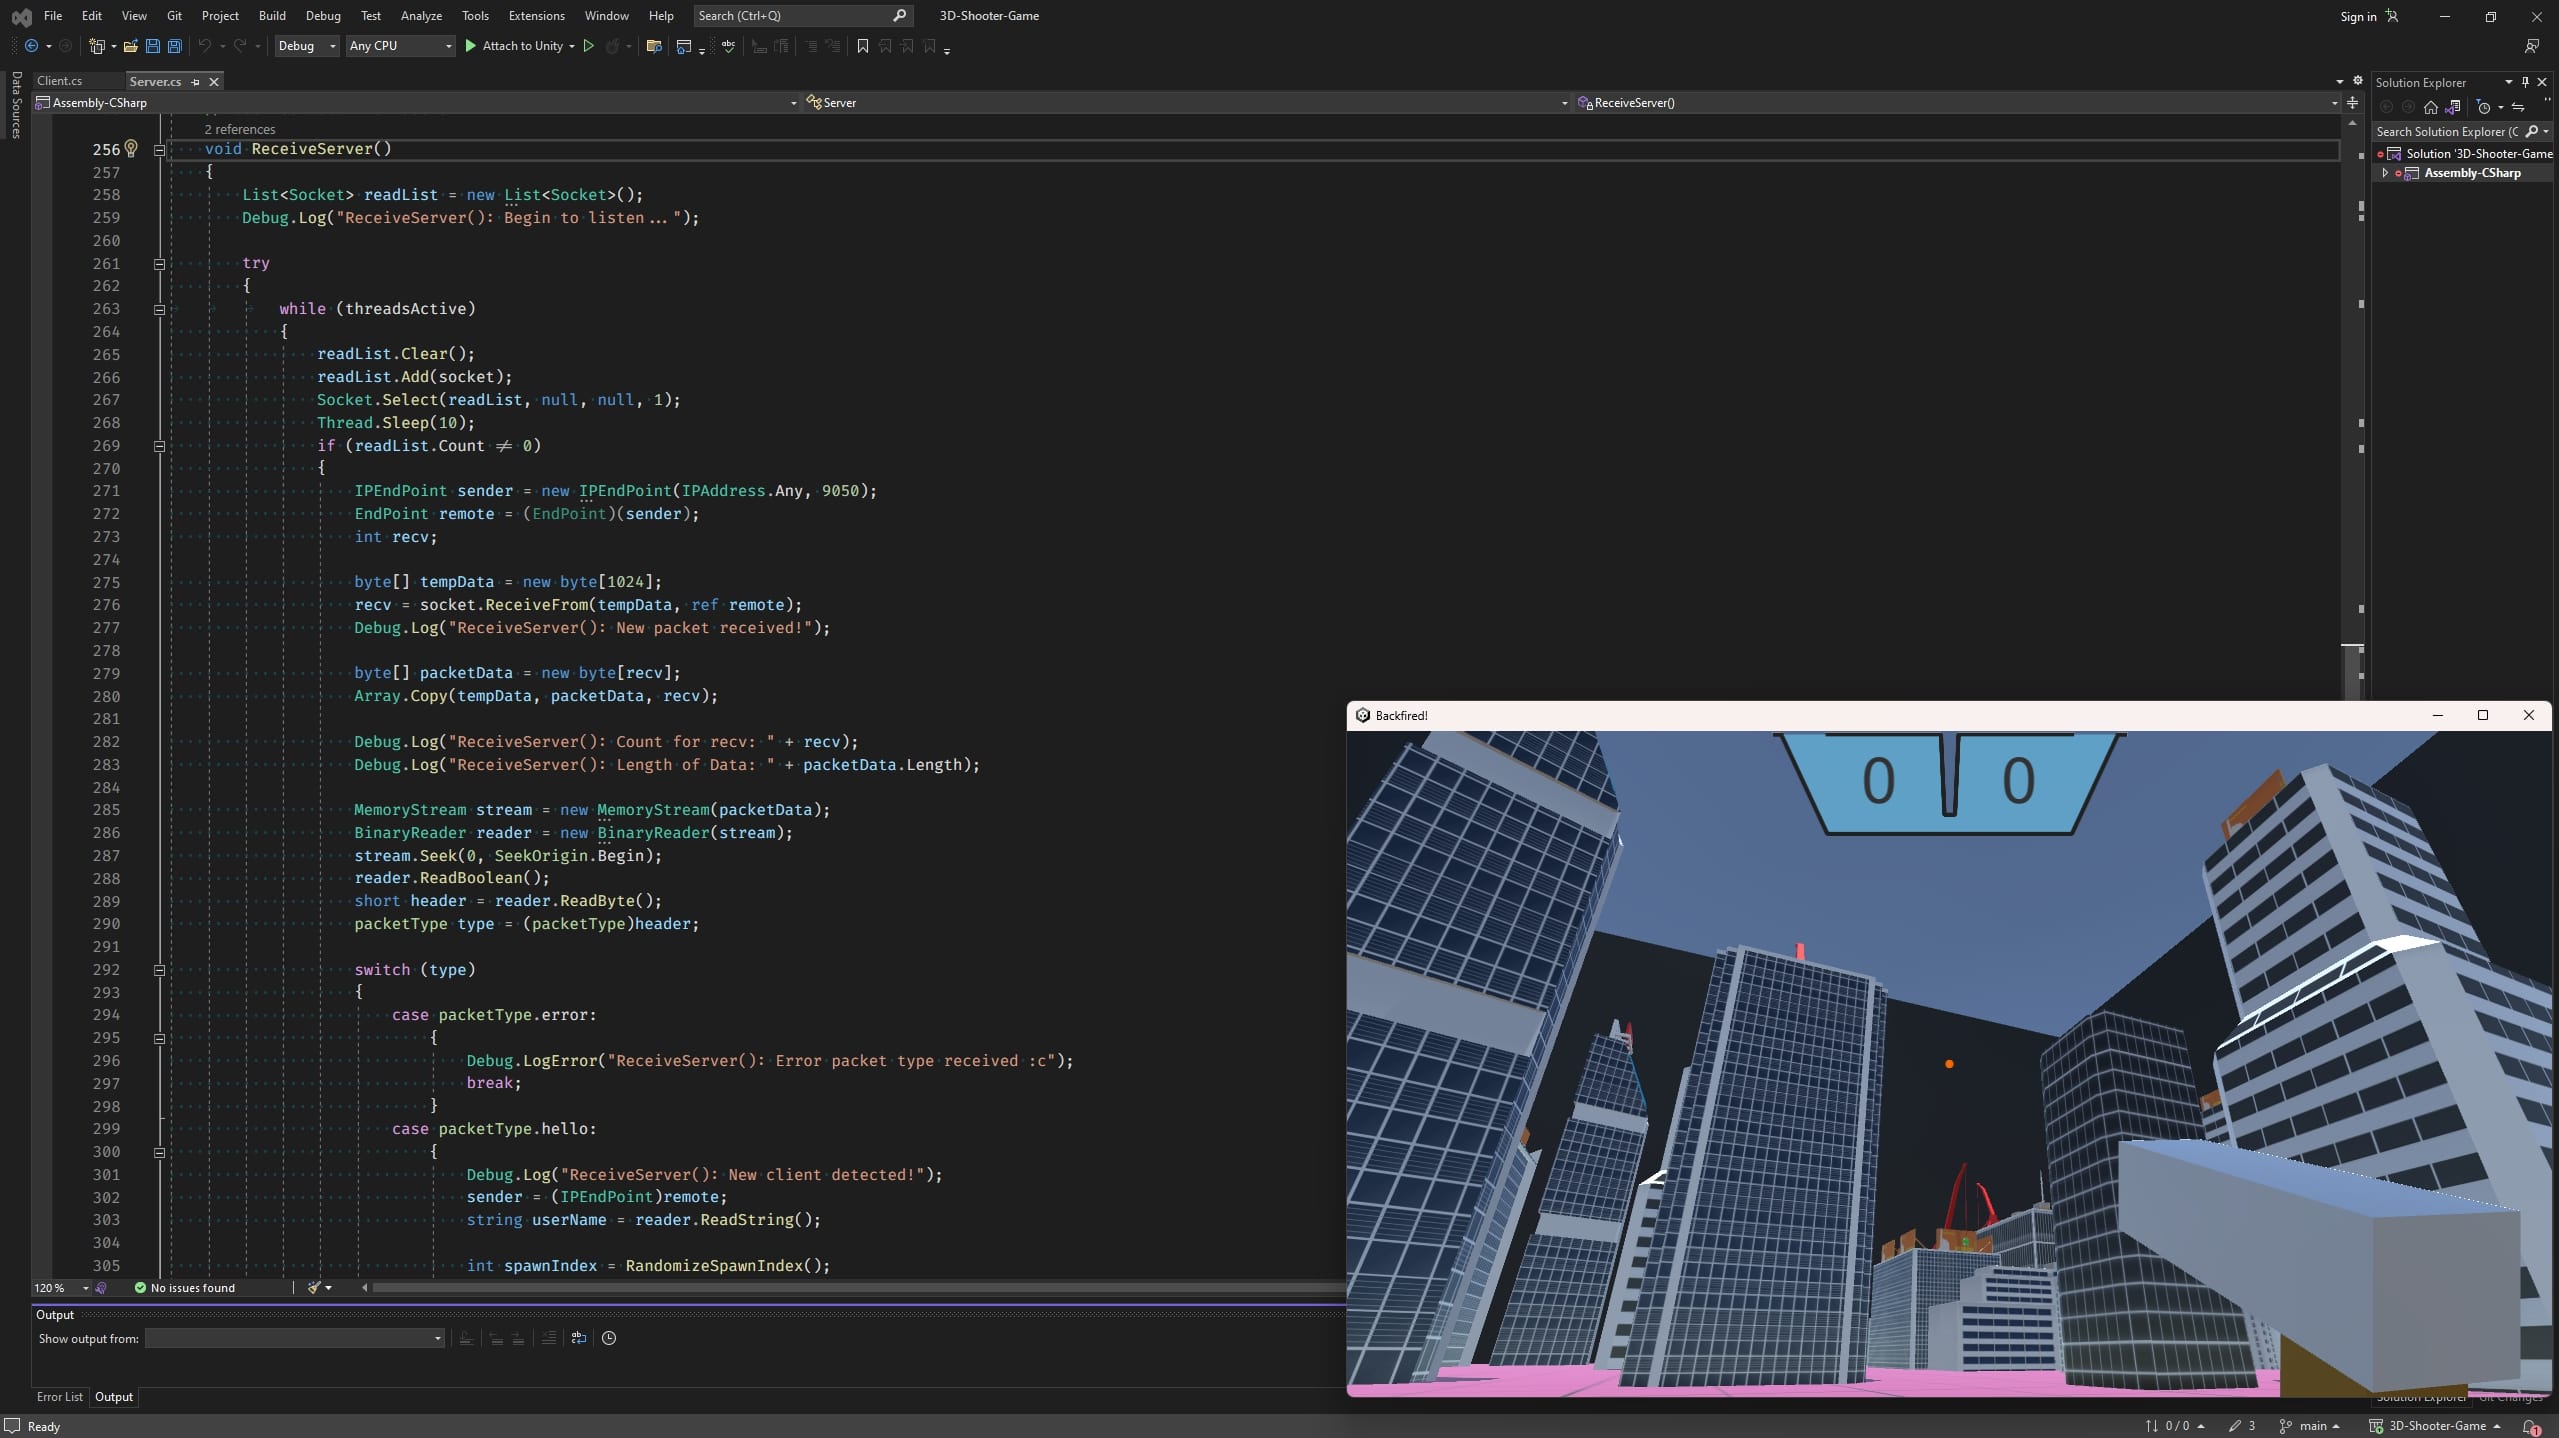 File Edit View Git Project Build Debug Test Analyze Tools Extensions Window Help Search (Ctrl+Q) 3D-Shooter-Game Sign in
Debug Any CPU Attach to Unity
Data Sources
Client.cs Server.cs
Assembly-CSharp Server ReceiveServer()
2 references
256 void ReceiveServer()
257 {
258 List<Socket> readList = new List<Socket>();
259 Debug.Log("ReceiveServer(): Begin to listen...");
260
261 try
262 {
263 while (threadsActive)
264 {
265 readList.Clear();
266 readList.Add(socket);
267 Socket.Select(readList, null, null, 1);
268 Thread.Sleep(10);
269 if (readList.Count != 0)
270 {
271 IPEndPoint sender = new IPEndPoint(IPAddress.Any, 9050);
272 EndPoint remote = (EndPoint)(sender);
273 int recv;
274
275 byte[] tempData = new byte[1024];
276 recv = socket.ReceiveFrom(tempData, ref remote);
277 Debug.Log("ReceiveServer(): New packet received!");
278
279 byte[] packetData = new byte[recv];
280 Array.Copy(tempData, packetData, recv);
281
282 Debug.Log("ReceiveServer(): Count for recv: " + recv);
283 Debug.Log("ReceiveServer(): Length of Data: " + packetData.Length);
284
285 MemoryStream stream = new MemoryStream(packetData);
286 BinaryReader reader = new BinaryReader(stream);
287 stream.Seek(0, SeekOrigin.Begin);
288 reader.ReadBoolean();
289 short header = reader.ReadByte();
290 packetType type = (packetType)header;
291
292 switch (type)
293 {
294 case packetType.error:
295 {
296 Debug.LogError("ReceiveServer(): Error packet type received :c");
297 break;
298 }
299 case packetType.hello:
300 {
301 Debug.Log("ReceiveServer(): New client detected!");
302 sender = (IPEndPoint)remote;
303 string userName = reader.ReadString();
304
305 int spawnIndex = RandomizeSpawnIndex();
120 % No issues found
Output
Show output from:
Error List Output
Ready
Solution Explorer
Search Solution Explorer (C
Solution '3D-Shooter-Game
Assembly-CSharp
Backfired!
0 0
Solution Explorer Git Changes
0 / 0 3 main 3D-Shooter-Game 1